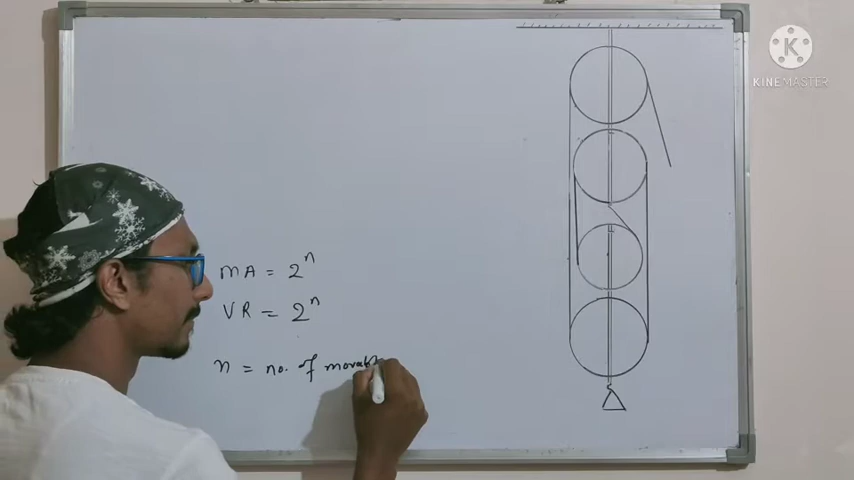 KINEMASTER
MA = 2ⁿ
VR = 2ⁿ
n = no. of movab